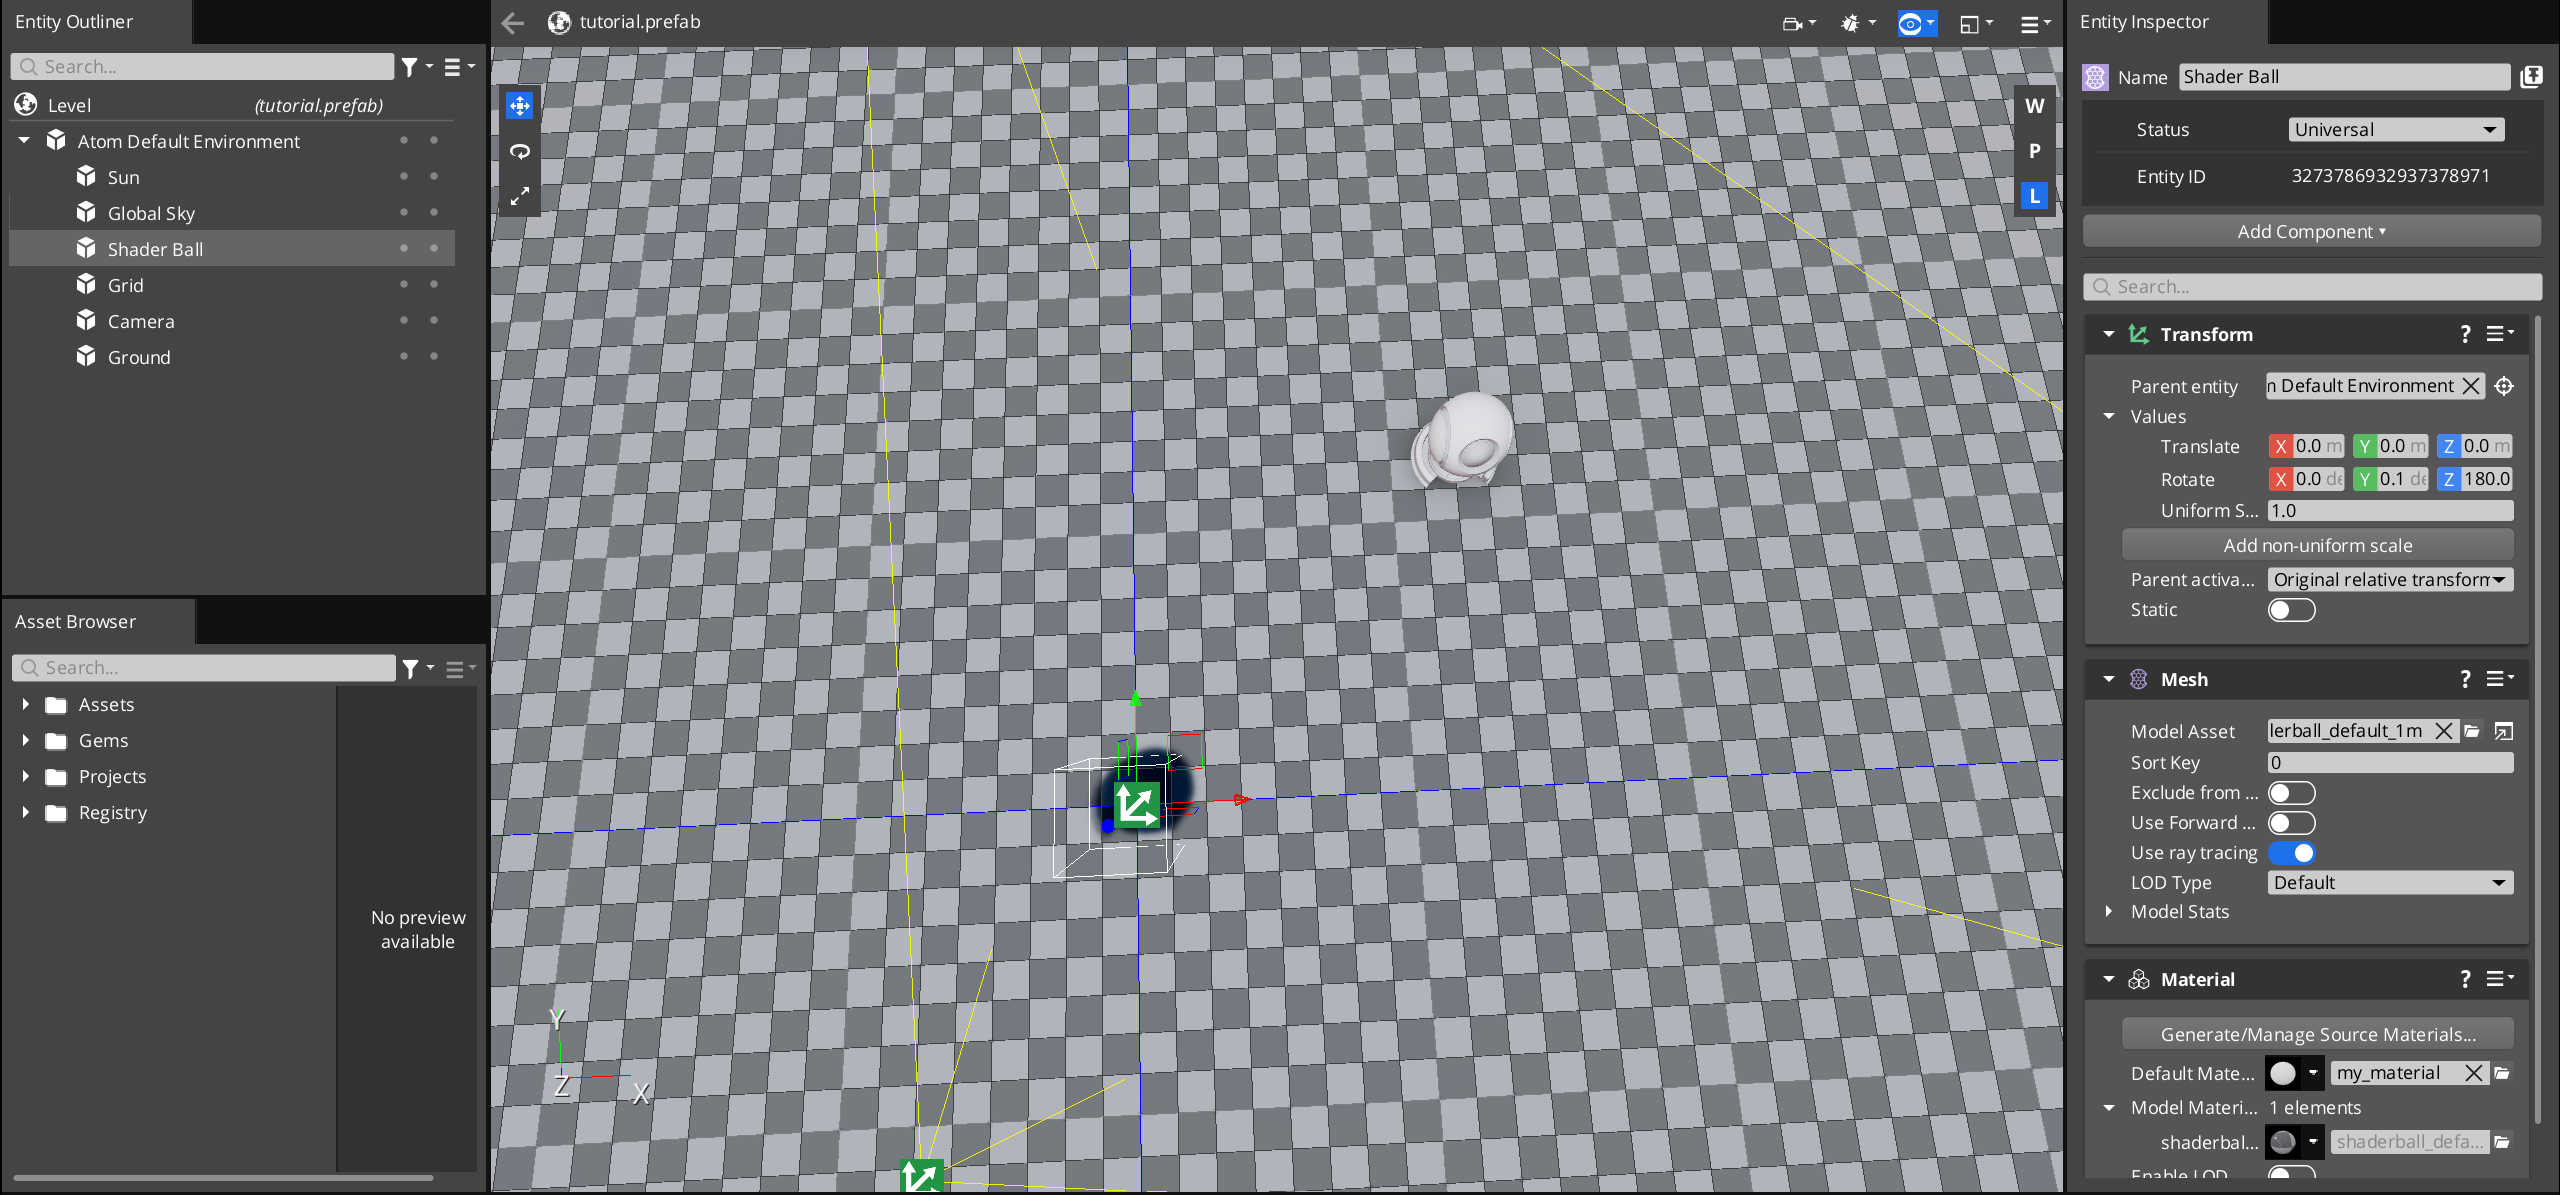 Entity Outliner
Search...
Level (tutorial.prefab)
Atom Default Environment
Sun
Global Sky
Shader Ball
Grid
Camera
Ground
Asset Browser
Search...
Assets
Gems
Projects
Registry
No preview
available
tutorial.prefab
W
P
L
Y
Z
X
Entity Inspector
Name Shader Ball
Status Universal
Entity ID 3273786932937378971
Add Component
Search...
Transform ?
Parent entity n Default Environment
Values
Translate X 0.0 m Y 0.0 m Z 0.0 m
Rotate X 0.0 de Y 0.1 de Z 180.0
Uniform S... 1.0
Add non-uniform scale
Parent activa... Original relative transform
Static
Mesh ?
Model Asset lerball_default_1m
Sort Key 0
Exclude from ...
Use Forward ...
Use ray tracing
LOD Type Default
Model Stats
Material ?
Generate/Manage Source Materials...
Default Mate... my_material
Model Materi... 1 elements
shaderbal... shaderball_defa...
Enable LOD